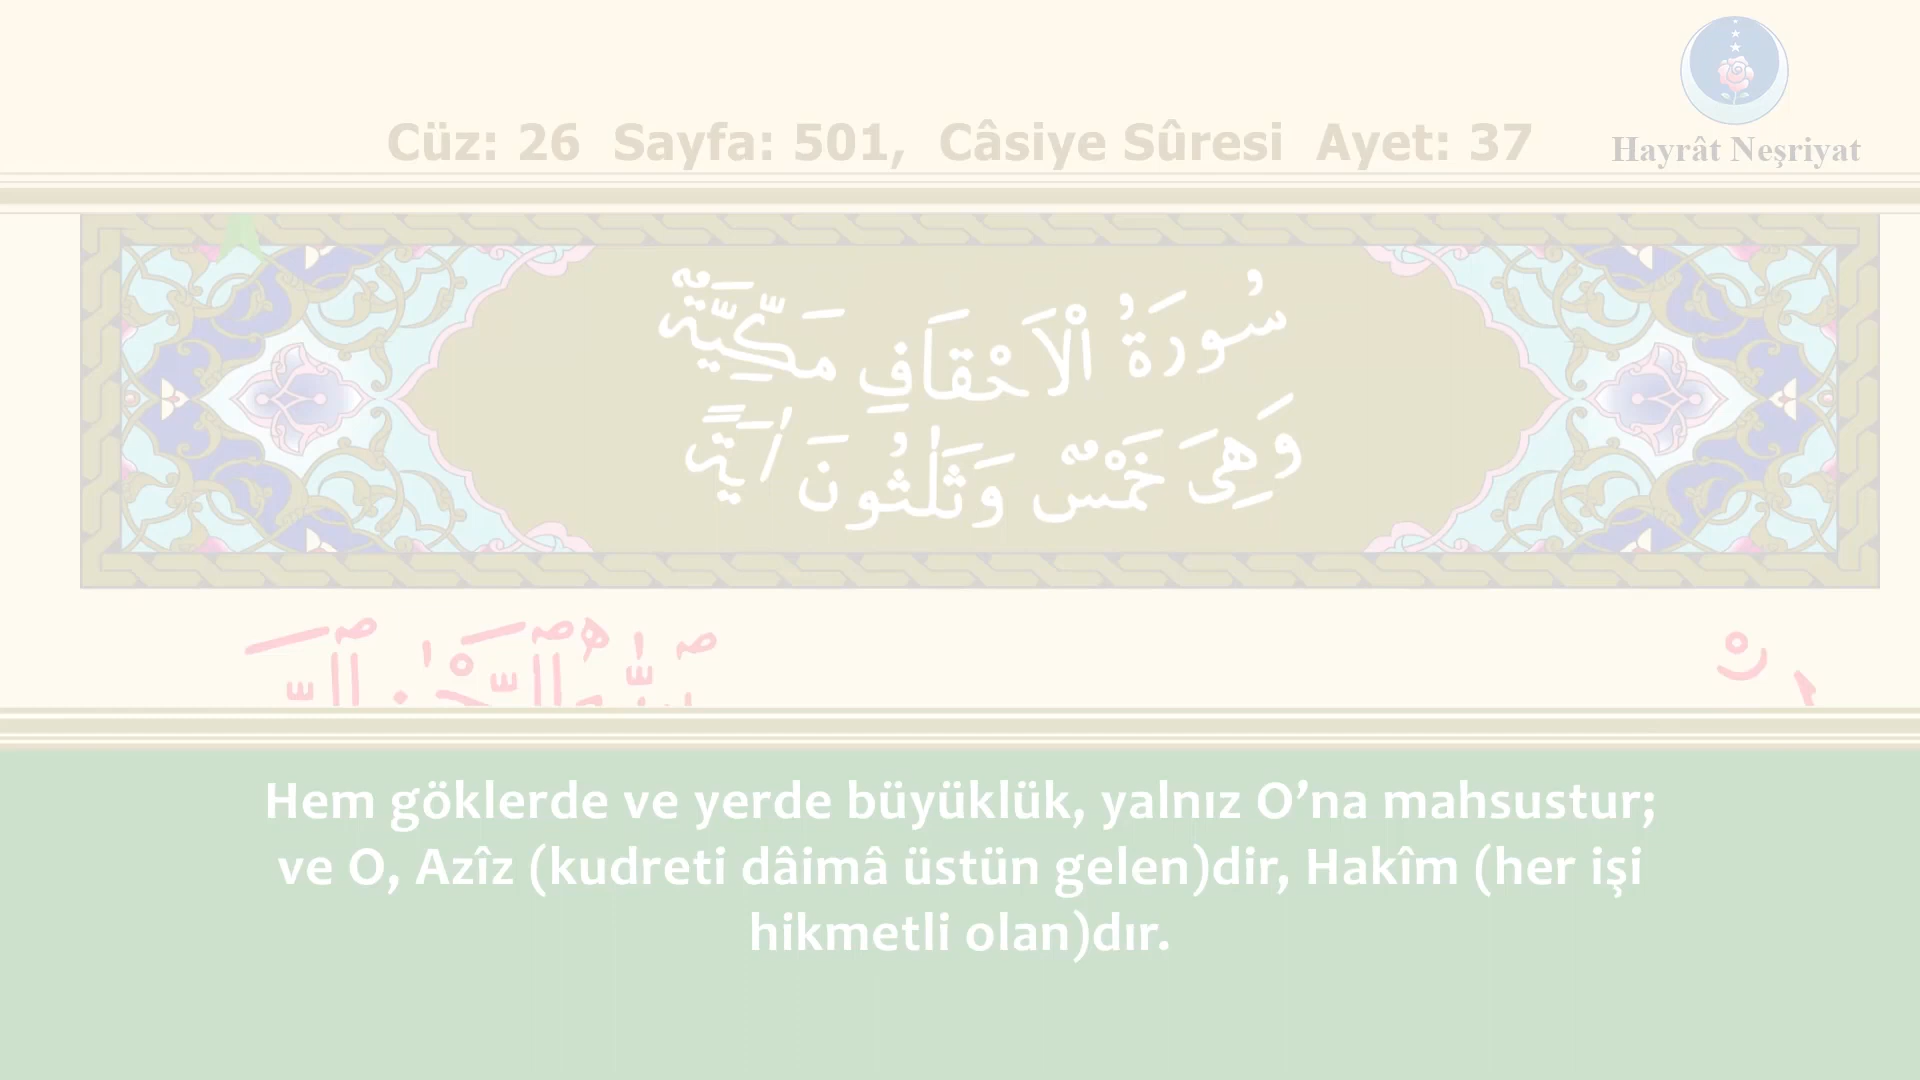 Cüz: 26 Sayfa: 501, Câsiye Sûresi Ayet: 37
Hayrât Neşriyat
سُورَةُ الْاَحْقَافِ مَكِّيَّةٌ
وَهِىَ خَمْسٌ وَثَلٰثُونَ اٰيَةً
Hem göklerde ve yerde büyüklük, yalnız O’na mahsustur;
ve O, Azîz (kudreti dâimâ üstün gelen)dir, Hakîm (her işi
hikmetli olan)dır.